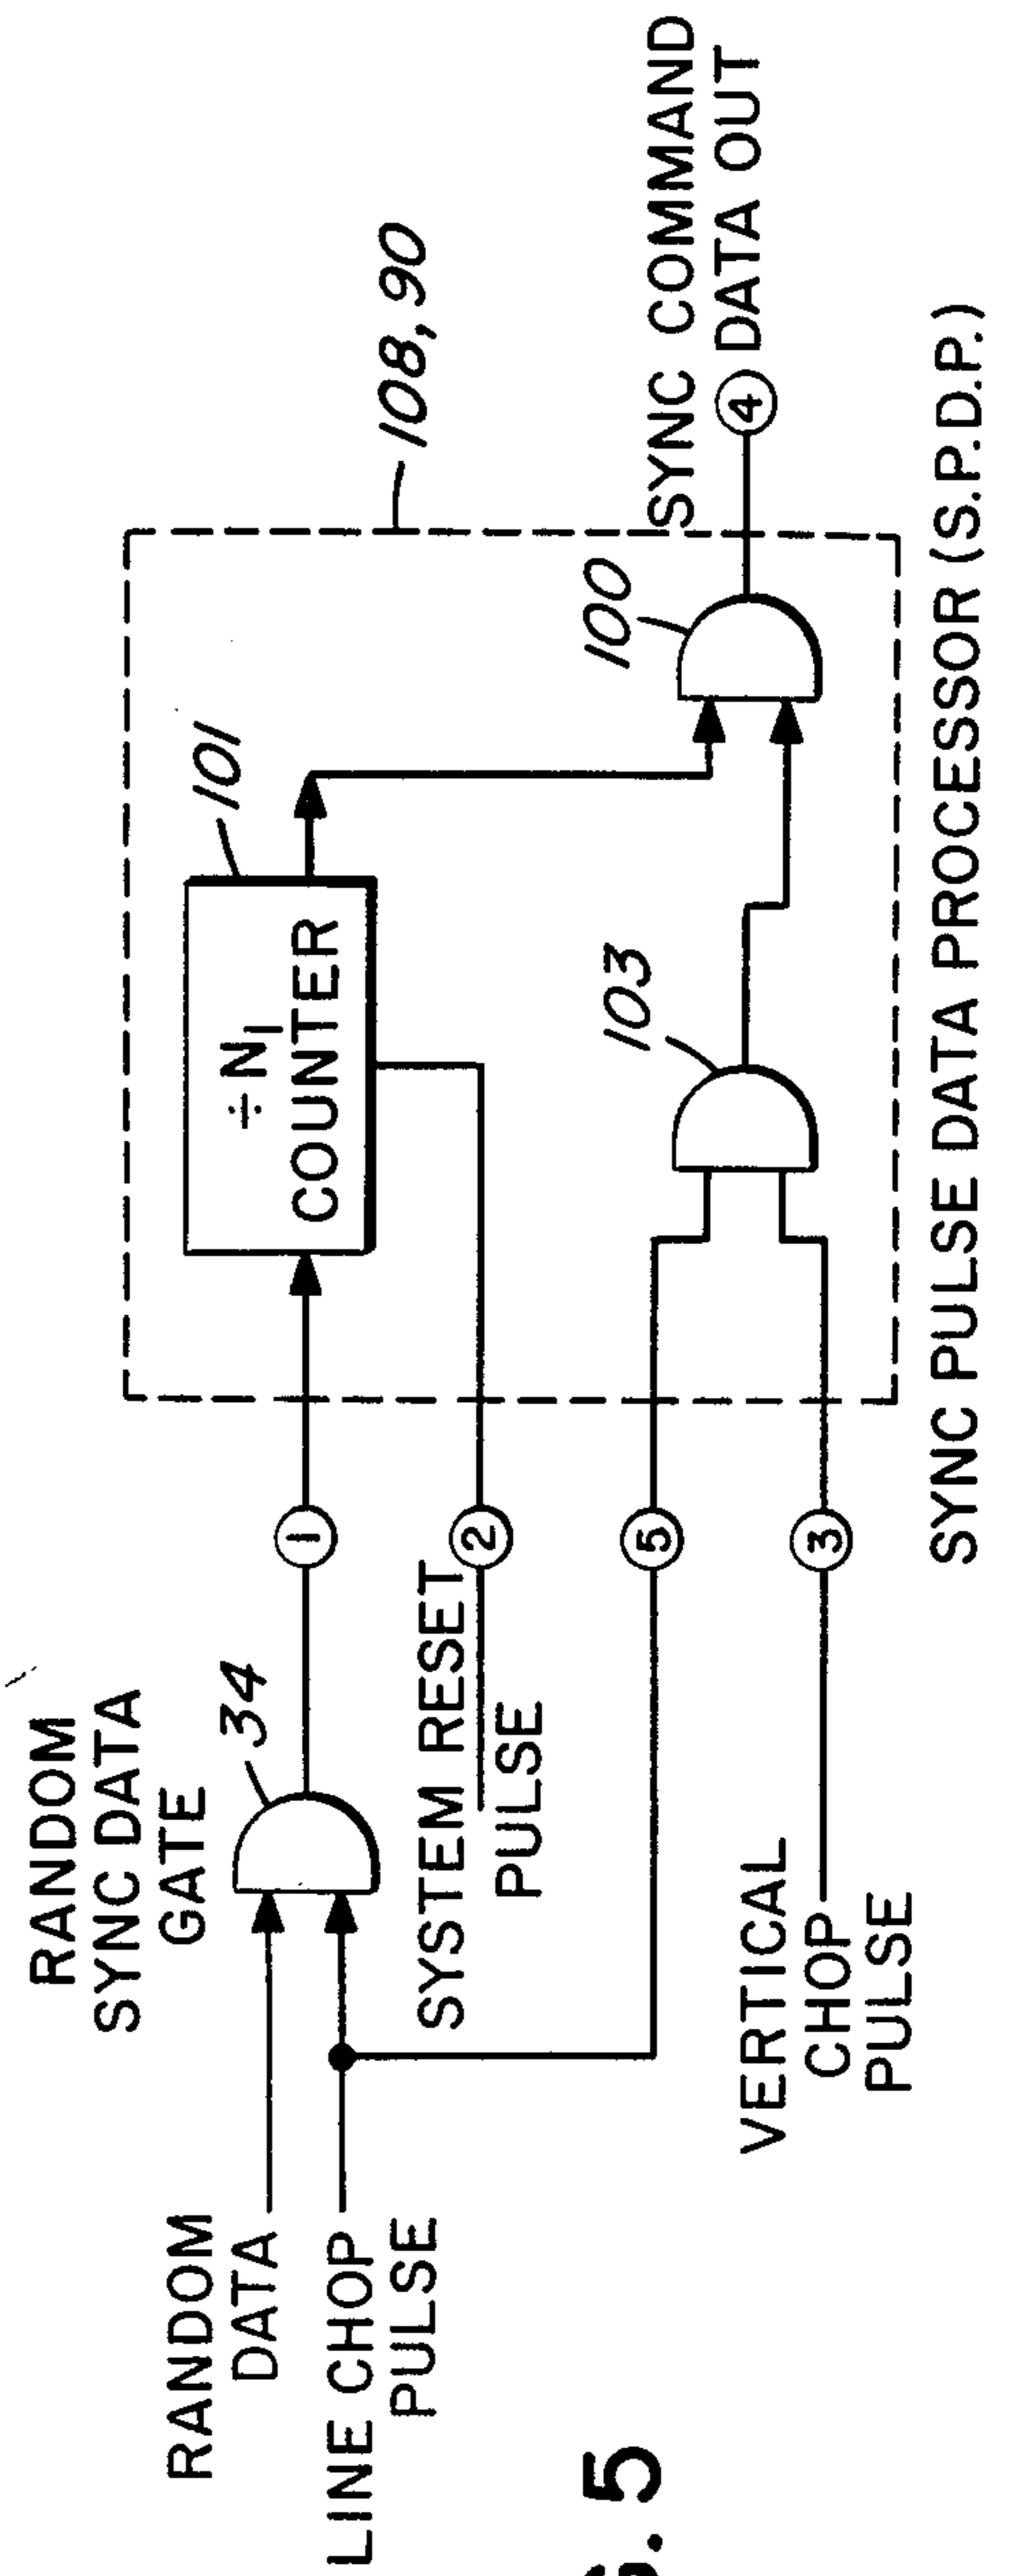 RANDOM
SYNC DATA
GATE
34
RANDOM
DATA
LINE CHOP
PULSE
1
÷ N1
COUNTER
101
108, 90
SYSTEM RESET
PULSE
2
5
103
100
SYNC COMMAND
DATA OUT
4
VERTICAL
CHOP
PULSE
3
SYNC PULSE DATA PROCESSOR (S.P.D.P.)
5